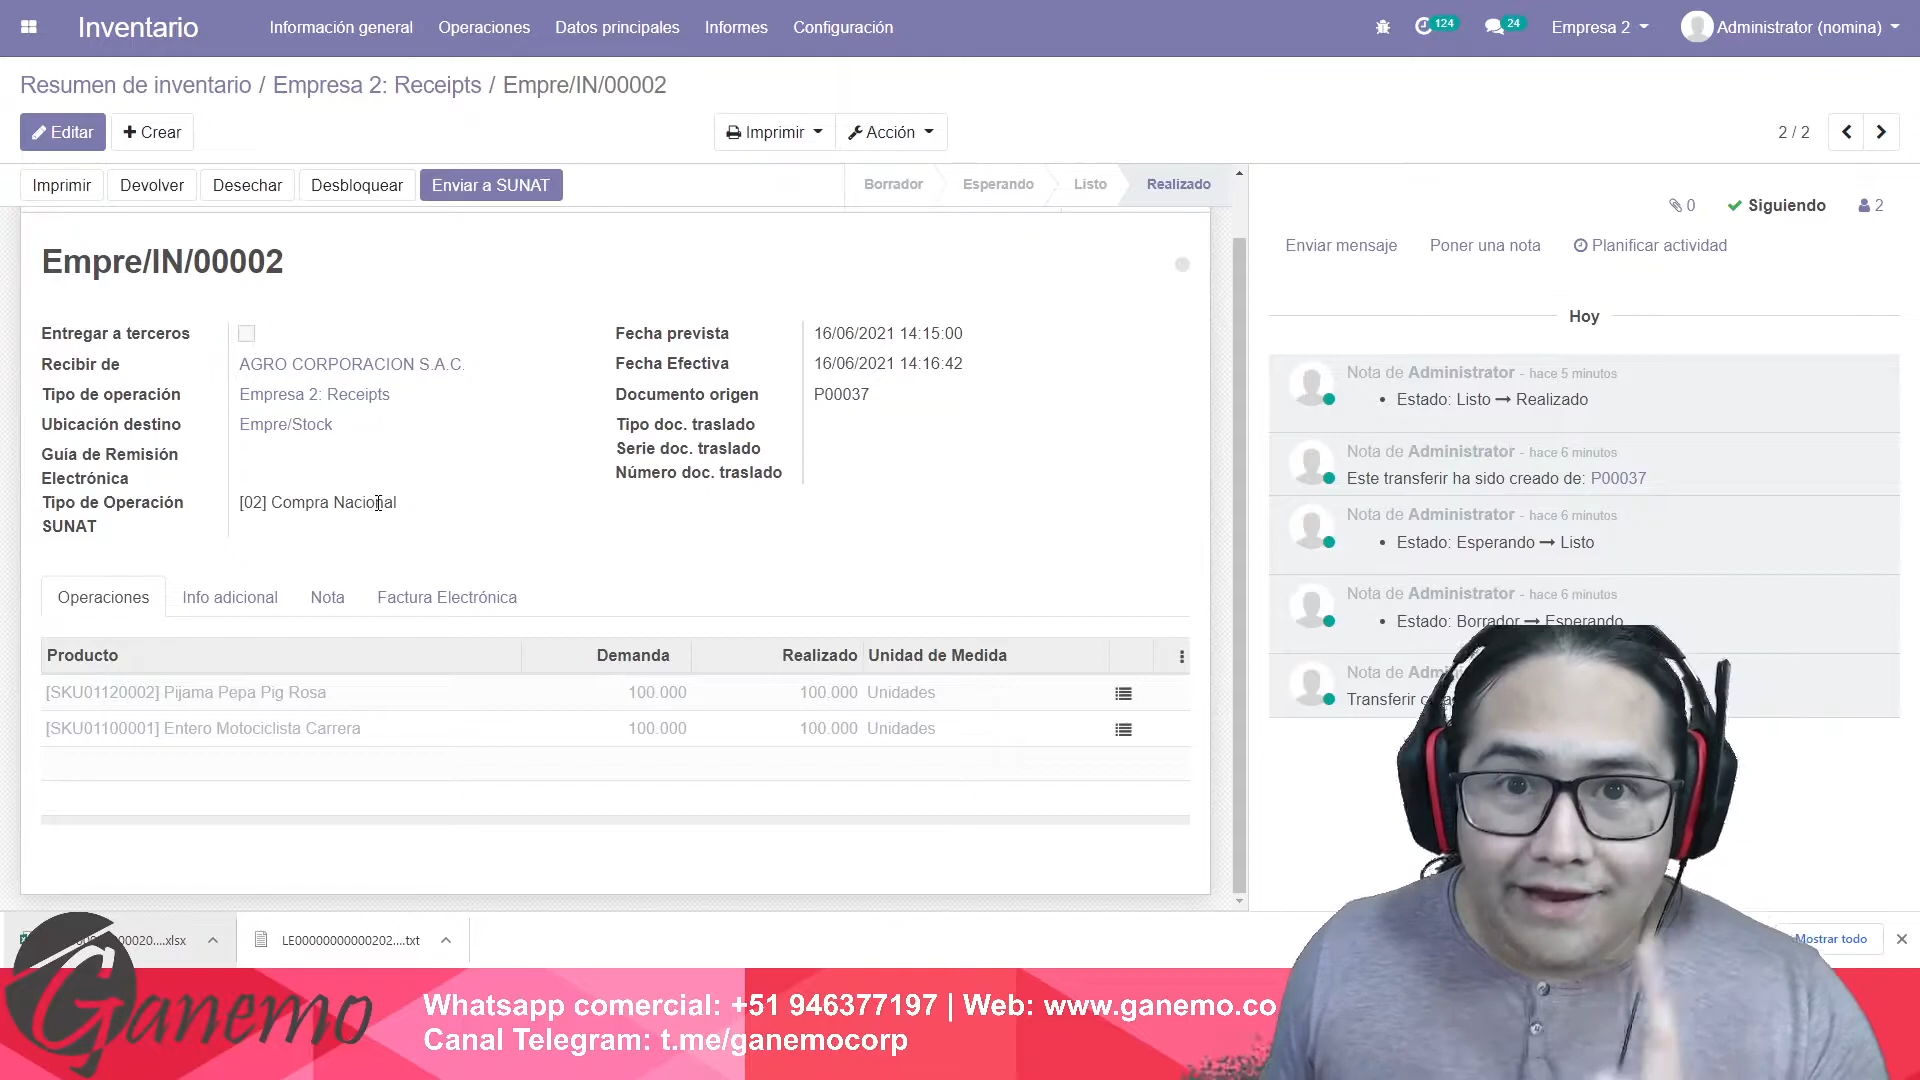 Inventario
Información general
Operaciones
Datos principales
Informes
Configuración
124
24
Empresa 2
Administrator (nomina)
Resumen de inventario / Empresa 2: Receipts / Empre/IN/00002
Editar
Crear
Imprimir
Acción
2 / 2
Imprimir
Devolver
Desechar
Desbloquear
Enviar a SUNAT
Borrador
Esperando
Listo
Realizado
0
Siguiendo
2
Enviar mensaje
Poner una nota
Planificar actividad
Empre/IN/00002
Entregar a terceros
Recibir de
AGRO CORPORACION S.A.C.
Tipo de operación
Empresa 2: Receipts
Ubicación destino
Empre/Stock
Guía de Remisión
Electrónica
Tipo de Operación
SUNAT
[02] Compra Nacional
Fecha prevista
16/06/2021 14:15:00
Fecha Efectiva
16/06/2021 14:16:42
Documento origen
P00037
Tipo doc. traslado
Serie doc. traslado
Número doc. traslado
Hoy
Nota de Administrator - hace 5 minutos
Estado: Listo → Realizado
Nota de Administrator - hace 6 minutos
Este transferir ha sido creado de: P00037
Nota de Administrator - hace 6 minutos
Estado: Esperando → Listo
Nota de Administrator - hace 6 minutos
Estado: Borrador → Esperando
Nota de
Transferir
Operaciones
Info adicional
Nota
Factura Electrónica
Producto
Demanda
Realizado
Unidad de Medida
[SKU01120002] Pijama Pepa Pig Rosa
100.000
100.000
Unidades
[SKU01100001] Entero Motociclista Carrera
100.000
100.000
Unidades
00020....xlsx
LE00000000000202....txt
Mostrar todo
Ganemo
Whatsapp comercial: +51 946377197 | Web: www.ganemo.co
Canal Telegram: t.me/ganemocorp